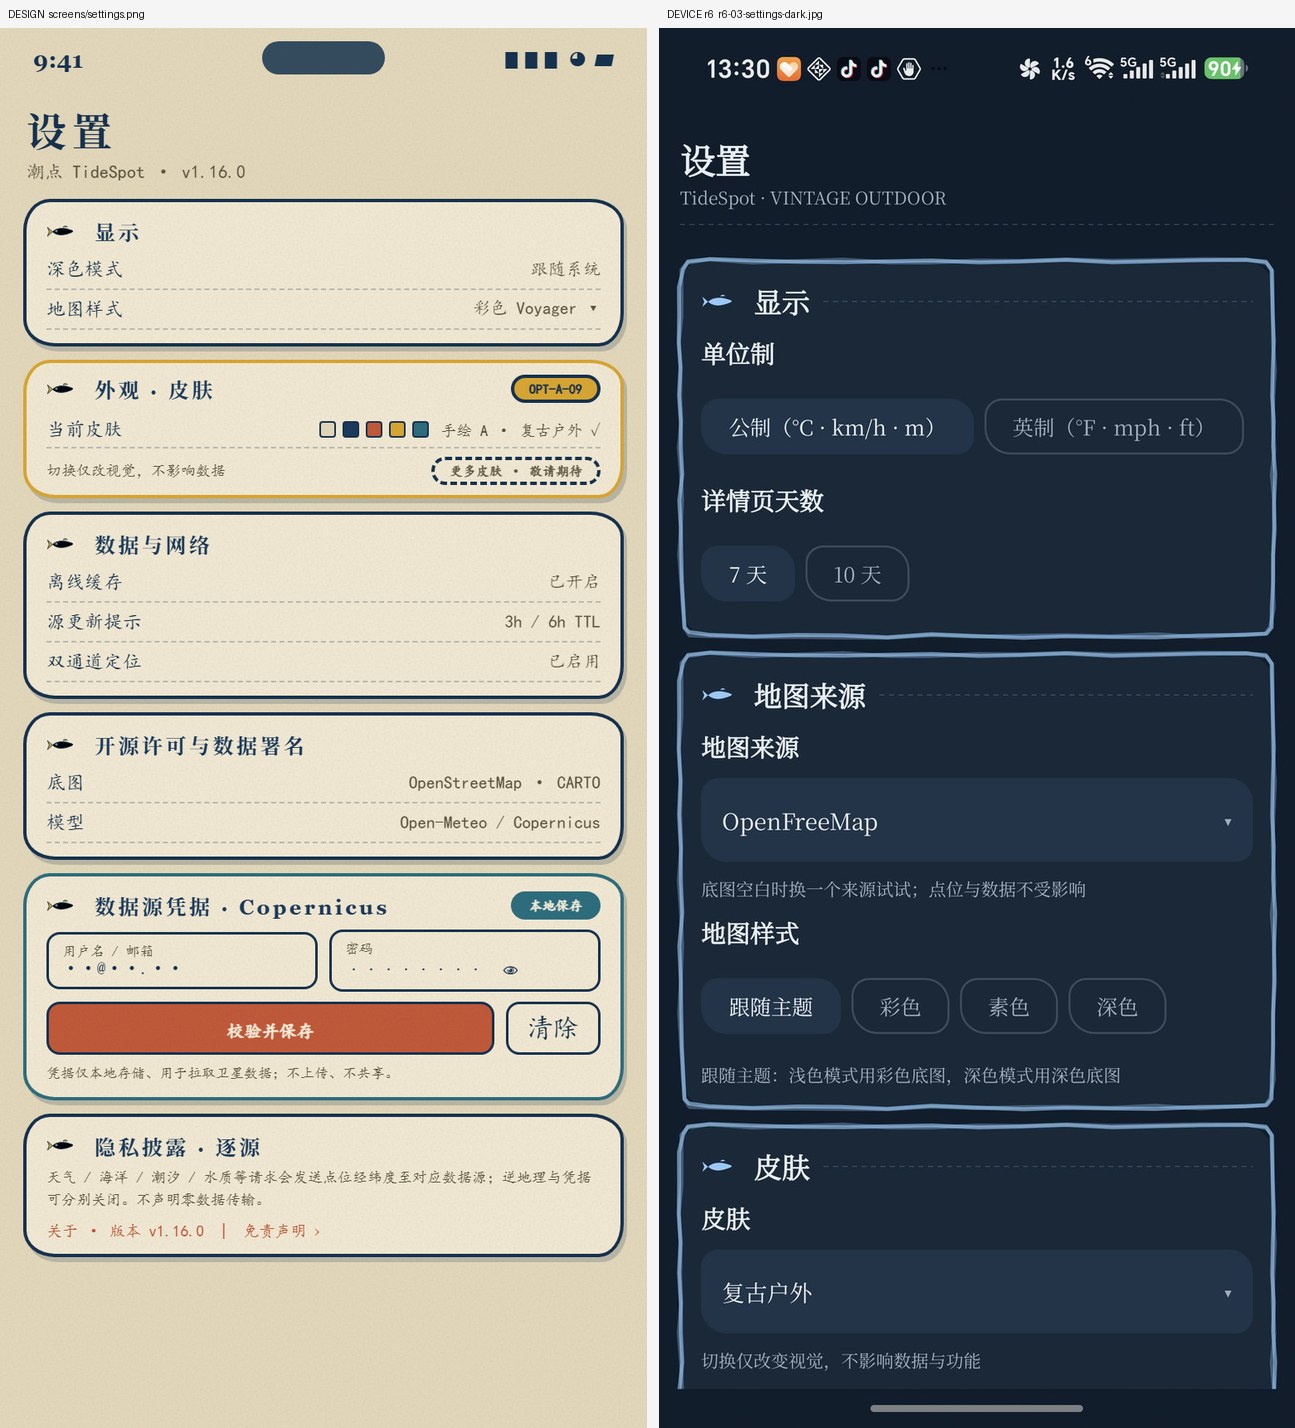 DESIGN screens/settings.png
9:41
设置
潮点 TideSpot • v1.16.0
显示
深色模式 跟随系统
地图样式 彩色 Voyager ▾
外观 · 皮肤 OPT-A-09
当前皮肤 手绘 A • 复古户外 √
切换仅改视觉，不影响数据 更多皮肤 • 敬请期待
数据与网络
离线缓存 已开启
源更新提示 3h / 6h TTL
双通道定位 已启用
开源许可与数据署名
底图 OpenStreetMap • CARTO
模型 Open-Meteo / Copernicus
数据源凭据 · Copernicus 本地保存
用户名 / 邮箱 密码
••@••.•• ········
校验并保存 清除
凭据仅本地存储、用于拉取卫星数据；不上传、不共享。
隐私披露 · 逐源
天气 / 海洋 / 潮汐 / 水质等请求会发送点位经纬度至对应数据源；逆地理与凭据
可分别关闭。不声明零数据传输。
关于 • 版本 v1.16.0 | 免责声明 ›
DEVICE r6 r6-03-settings-dark.jpg
13:30 ··· 1.6 K/s 6 5G 5G 90
设置
TideSpot · VINTAGE OUTDOOR
显示
单位制
公制（°C · km/h · m） 英制（°F · mph · ft）
详情页天数
7 天 10 天
地图来源
地图来源
OpenFreeMap ▾
底图空白时换一个来源试试；点位与数据不受影响
地图样式
跟随主题 彩色 素色 深色
跟随主题：浅色模式用彩色底图，深色模式用深色底图
皮肤
皮肤
复古户外 ▾
切换仅改变视觉，不影响数据与功能